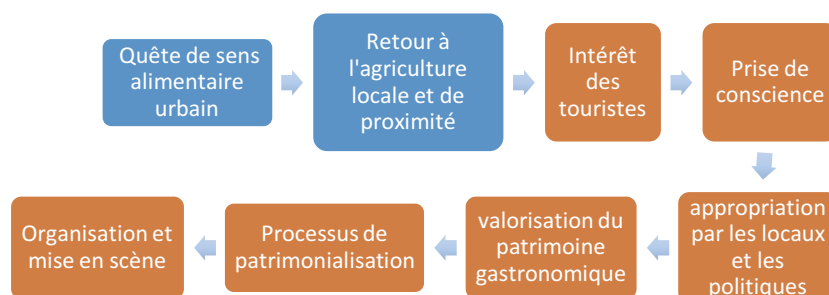 Quête de sens
alimentaire
urbain
Retour à
l'agriculture
locale et de
proximité
Intérêt
des
touristes
Prise de
conscience
appropriation
par les locaux
et les
politiques
valorisation du
patrimoine
gastronomique
Processus de
patrimonialisation
Organisation et
mise en scène